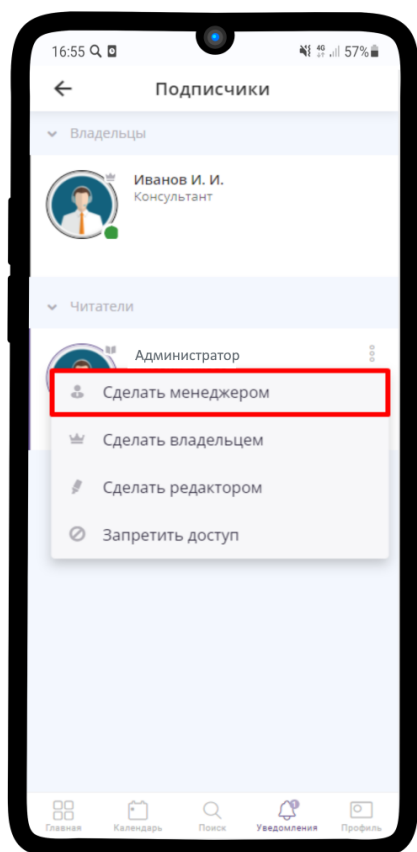 16:55 4G 57%
Подписчики
Владельцы
Иванов И. И.
Консультант
Читатели
Администратор
Сделать менеджером
Сделать владельцем
Сделать редактором
Запретить доступ
Главная Календарь Поиск Уведомления Профиль